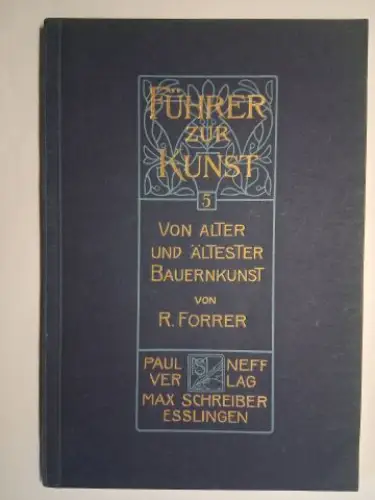 FÜHRER
ZUR
KUNST
5
VON ALTER
UND ÄLTESTER
BAUERNKUNST
VON
R. FORRER
PAUL NEFF
VER LAG
MAX SCHREIBER
ESSLINGEN